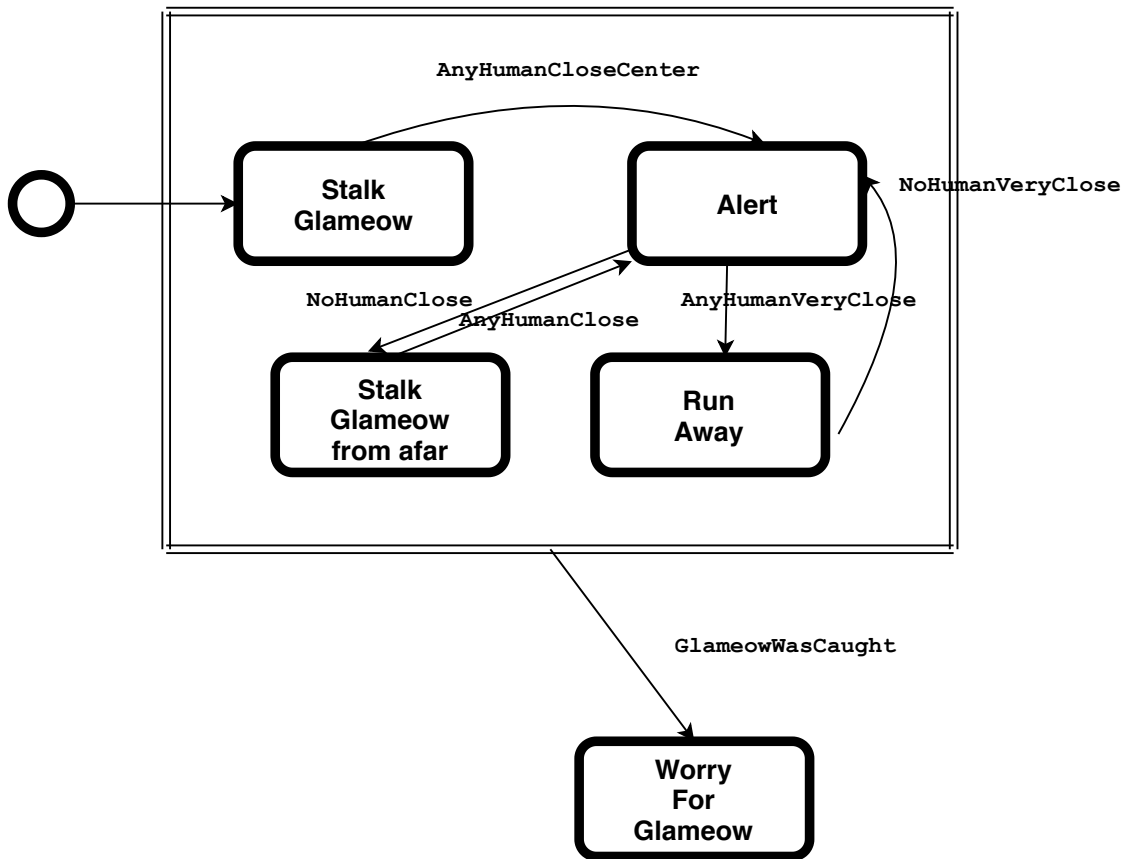 AnyHumanCloseCenter
Stalk
Glameow
Alert
NoHumanVeryClose
NoHumanClose
AnyHumanClose
AnyHumanVeryClose
Stalk
Glameow
from afar
Run
Away
GlameowWasCaught
Worry
For
Glameow